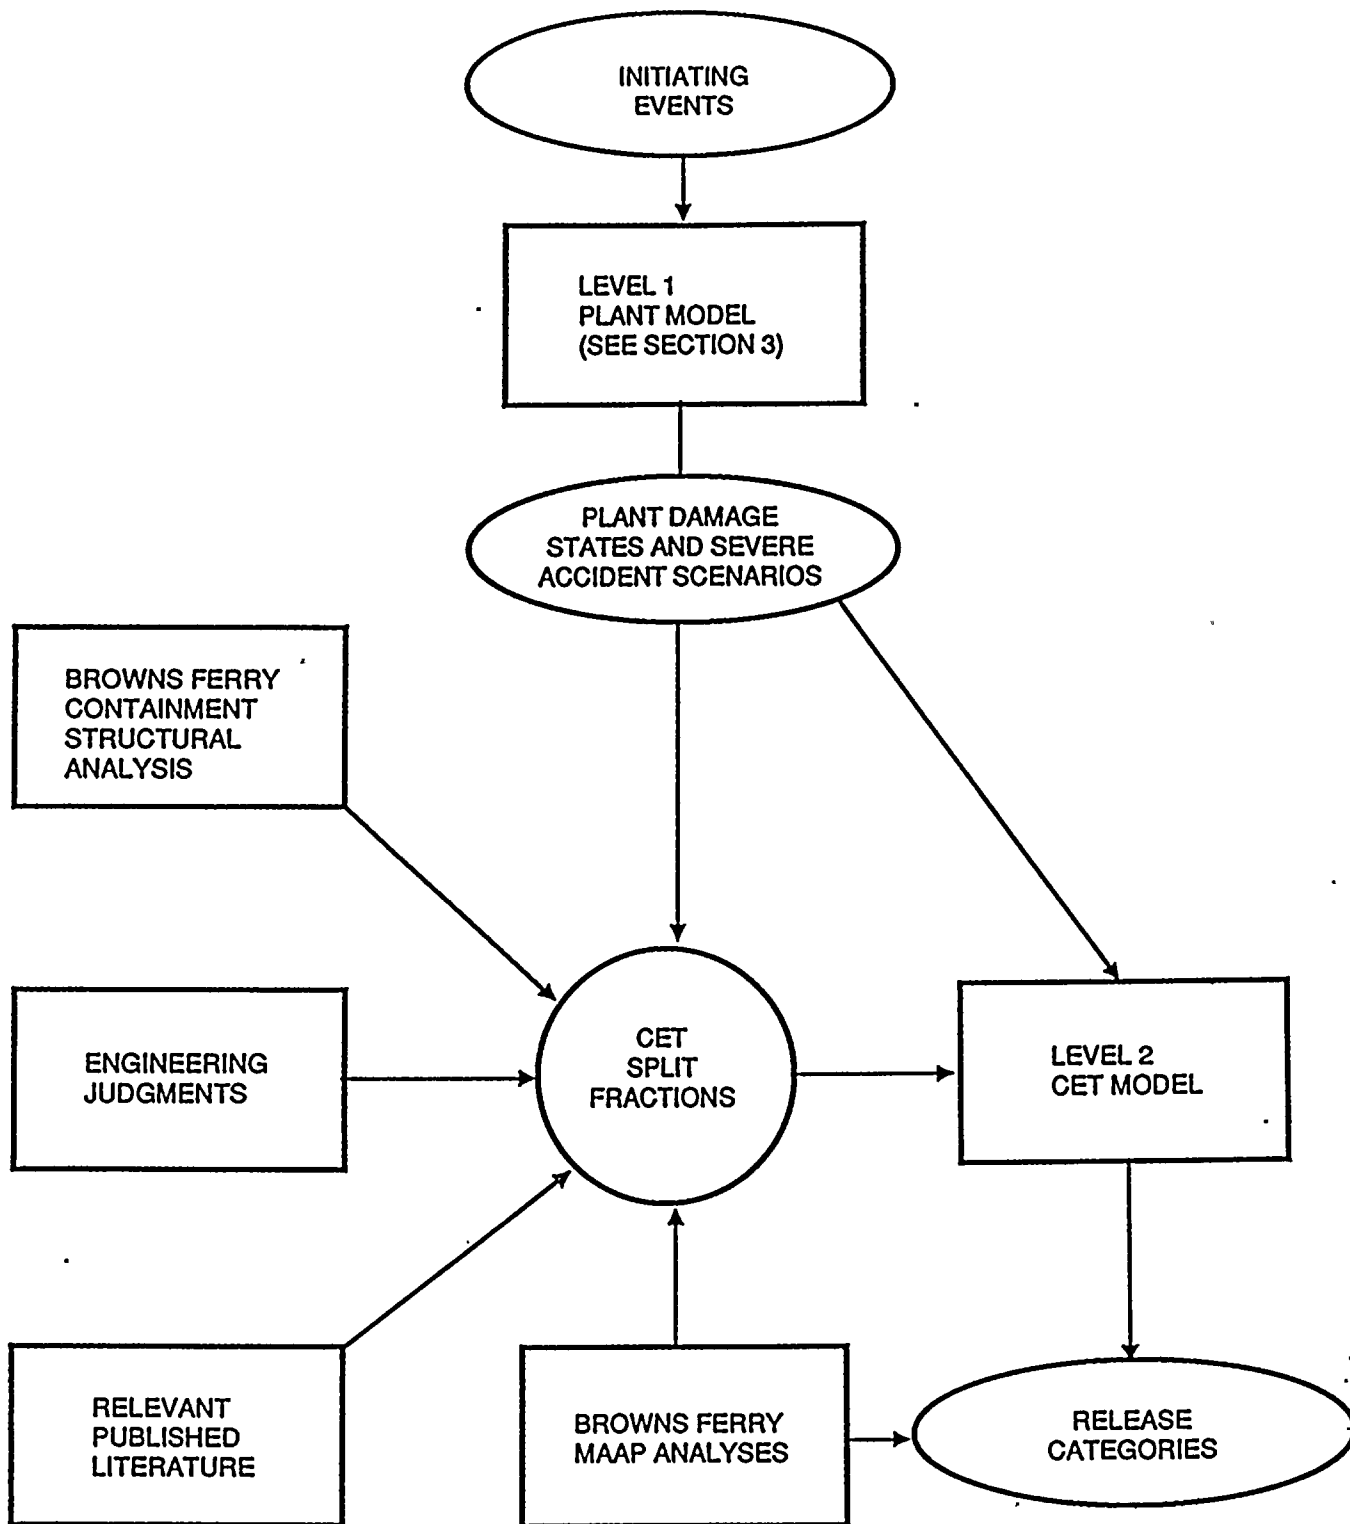 INITIATING
EVENTS
LEVEL 1
PLANT MODEL
(SEE SECTION 3)
PLANT DAMAGE
STATES AND SEVERE
ACCIDENT SCENARIOS
BROWNS FERRY
CONTAINMENT
STRUCTURAL
ANALYSIS
ENGINEERING
JUDGMENTS
CET
SPLIT
FRACTIONS
LEVEL 2
CET MODEL
RELEVANT
PUBLISHED
LITERATURE
BROWNS FERRY
MAAP ANALYSES
RELEASE
CATEGORIES